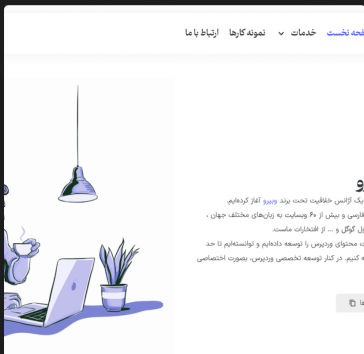 صفحه نخست خدمات نمونه کارها ارتباط با ما
یک آژانس خلاقیت تحت برند وبیرو آغاز کرده‌ایم.
فارسی و بیش از ۶۰ وبسایت به زبان‌های مختلف جهان ،
گوگل و ... از افتخارات ماست.
محتوای وردپرس را توسعه داده‌ایم و توانسته‌ایم تا حد
کنیم. در کنار توسعه تخصصی وردپرس، بصورت اختصاصی